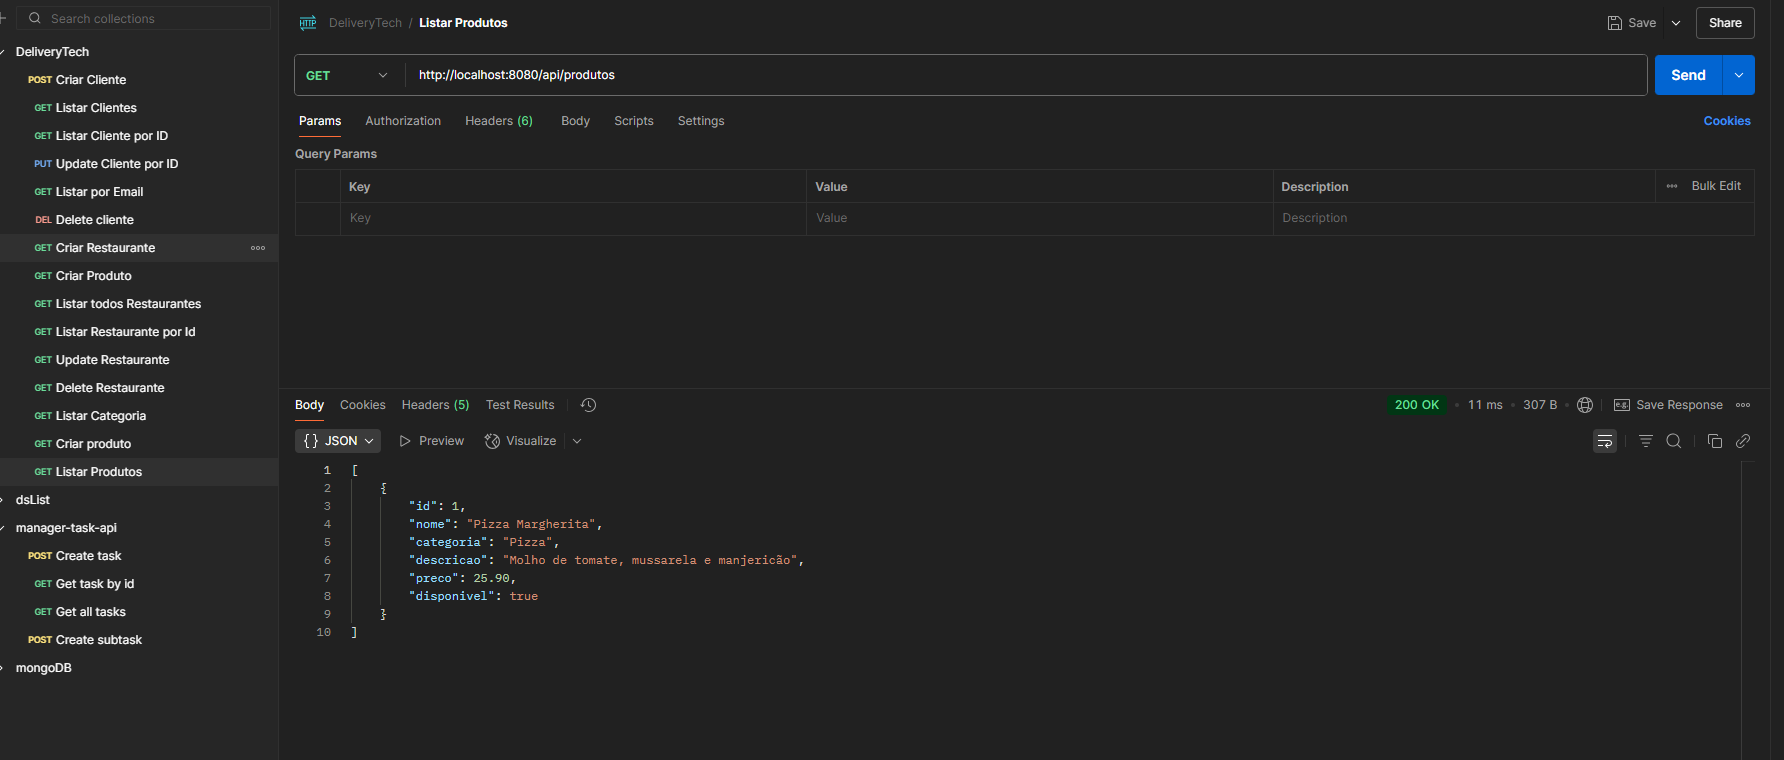 Search collections
DeliveryTech
POST Criar Cliente
GET Listar Clientes
GET Listar Cliente por ID
PUT Update Cliente por ID
GET Listar por Email
DEL Delete cliente
GET Criar Restaurante
GET Criar Produto
GET Listar todos Restaurantes
GET Listar Restaurante por Id
GET Update Restaurante
GET Delete Restaurante
GET Listar Categoria
GET Criar produto
GET Listar Produtos
dsList
manager-task-api
POST Create task
GET Get task by id
GET Get all tasks
POST Create subtask
mongoDB
HTTP DeliveryTech / Listar Produtos
Save Share
GET http://localhost:8080/api/produtos Send
Params Authorization Headers (6) Body Scripts Settings Cookies
Query Params
Key Value Description Bulk Edit
Key Value Description
Body Cookies Headers (5) Test Results 200 OK • 11 ms • 307 B • e.g. Save Response
{} JSON Preview Visualize
1 [
2 {
3 "id": 1,
4 "nome": "Pizza Margherita",
5 "categoria": "Pizza",
6 "descricao": "Molho de tomate, mussarela e manjericão",
7 "preco": 25.90,
8 "disponivel": true
9 }
10 ]